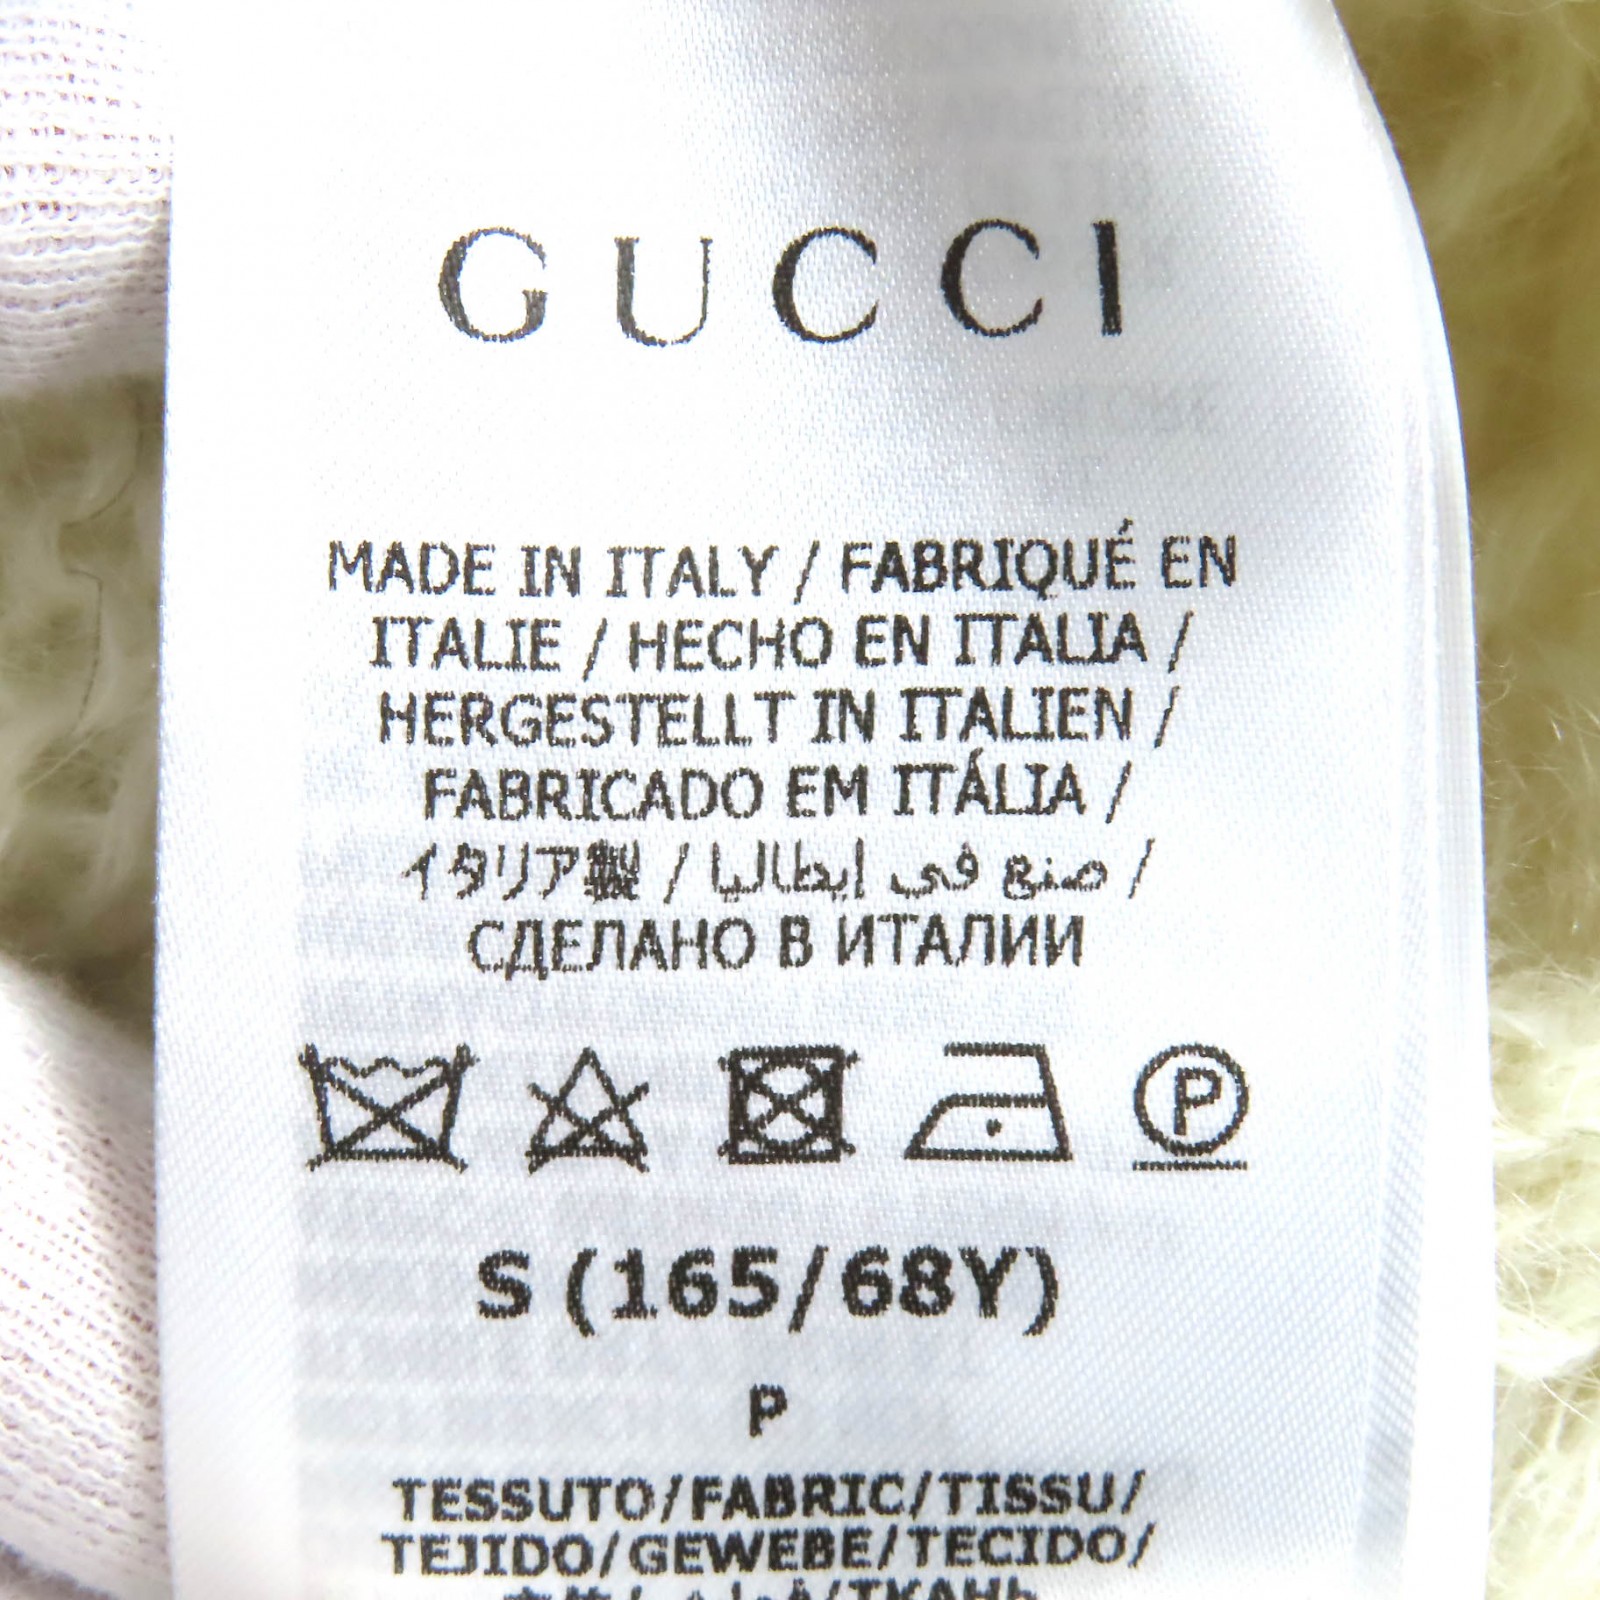 GUCCI
MADE IN ITALY / FABRIQUÉ EN
ITALIE / HECHO EN ITALIA /
HERGESTELLT IN ITALIEN /
FABRICADO EM ITÁLIA /
イタリア製 / صنع في إيطاليا /
СДЕЛАНО В ИТАЛИИ
P
S (165/68Y)
P
TESSUTO/FABRIC/TISSU/
TEJIDO/GEWEBE/TECIDO/
ТКАНЬ